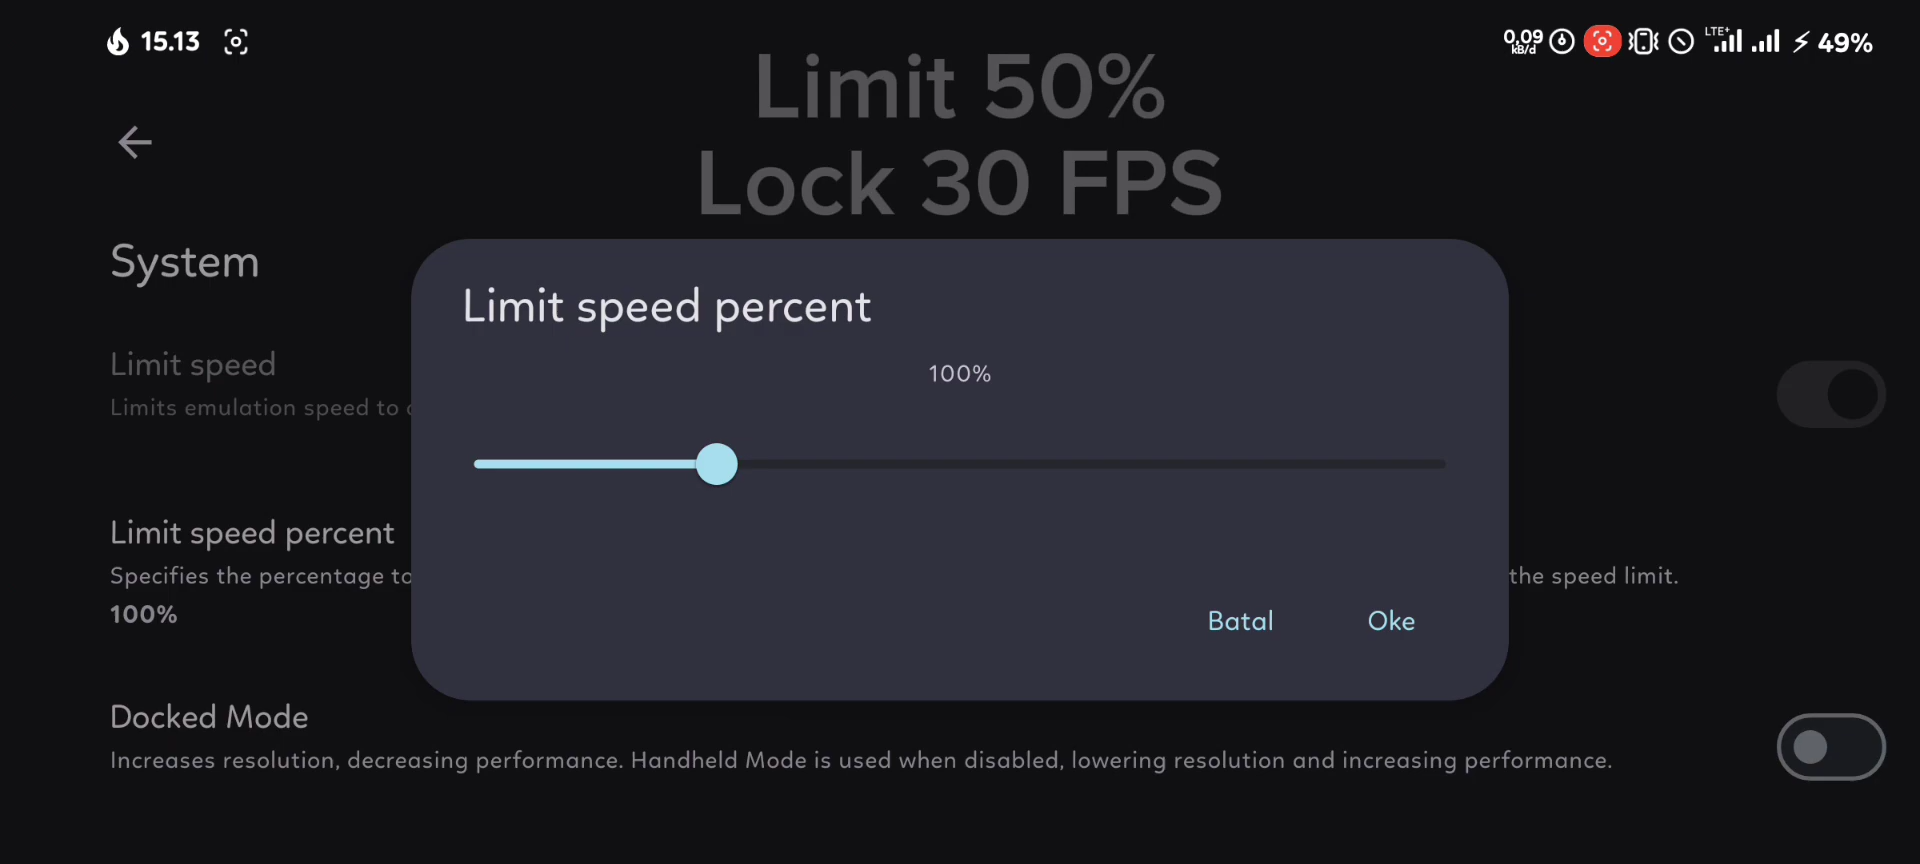 15.13
0,09 kB/d
LTE+
49%
Limit 50%
Lock 30 FPS
System
Limit speed percent
100%
Limit speed
Limits emulation speed to
Limit speed percent
Specifies the percentage to the speed limit.
100%
Batal Oke
Docked Mode
Increases resolution, decreasing performance. Handheld Mode is used when disabled, lowering resolution and increasing performance.